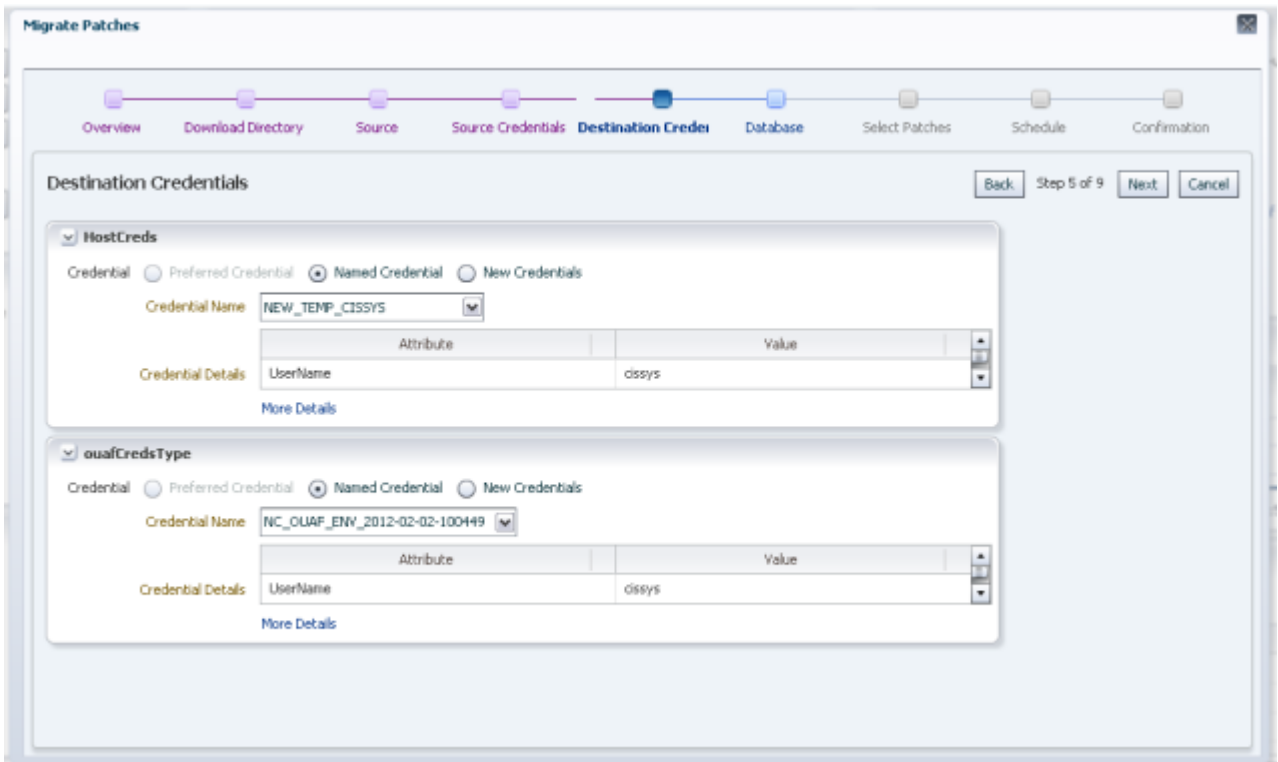 Migrate Patches
Overview Download Directory Source Source Credentials Destination Creder Database Select Patches Schedule Confirmation
Destination Credentials Back Step 5 of 9 Next Cancel
HostCreds
Credential Preferred Credential Named Credential New Credentials
Credential Name NEW_TEMP_CISSYS
Attribute Value
Credential Details UserName cissys
More Details
ouafCredsType
Credential Preferred Credential Named Credential New Credentials
Credential Name NC_OUAF_ENV_2012-02-02-100449
Attribute Value
Credential Details UserName cissys
More Details